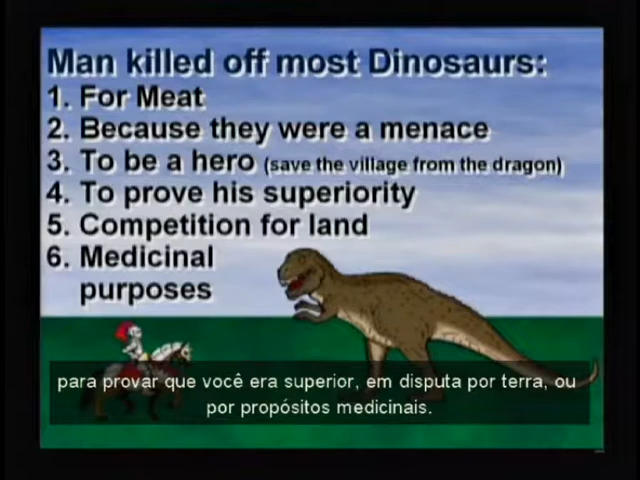 Man killed off most Dinosaurs:
1. For Meat
2. Because they were a menace
3. To be a hero (save the village from the dragon)
4. To prove his superiority
5. Competition for land
6. Medicinal
purposes
para provar que você era superior, em disputa por terra, ou
por propósitos medicinais.